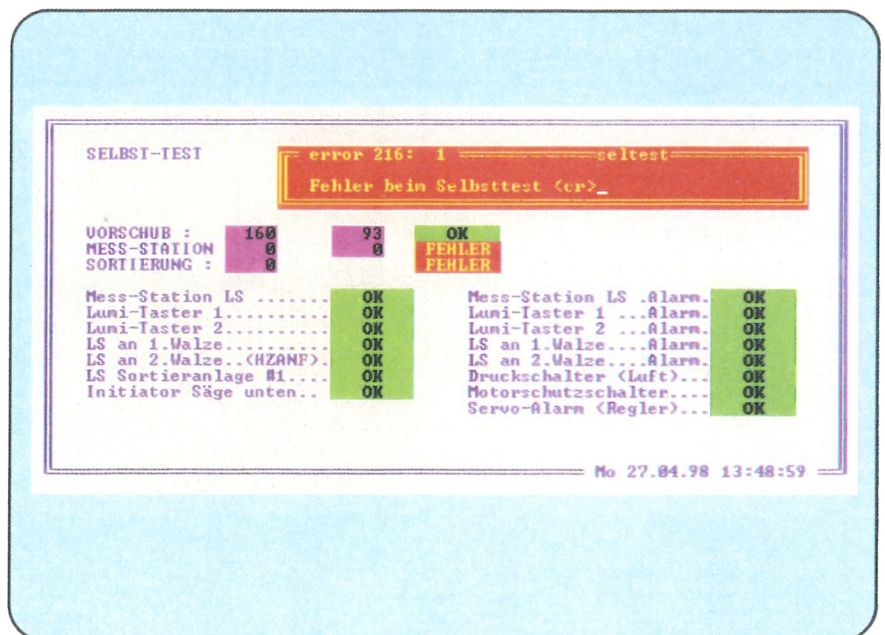 SELBST-TEST
error 216: 1 seltest
Fehler beim Selbsttest <cr>_
VORSCHUB : 160 93 OK
MESS-STATION 0 0 FEHLER
SORTIERUNG : 0 FEHLER
Mess-Station LS ....... OK Mess-Station LS .Alarm. OK
Lumi-Taster 1.......... OK Lumi-Taster 1 ...Alarm. OK
Lumi-Taster 2.......... OK Lumi-Taster 2 ...Alarm. OK
LS an 1.Walze.......... OK LS an 1.Walze....Alarm. OK
LS an 2.Walze..(HZANF). OK LS an 2.Walze....Alarm. OK
LS Sortieranlage #1.... OK Druckschalter (Luft)... OK
Initiator Säge unten.. OK Motorschutzschalter.... OK
Servo-Alarm (Regler)... OK
Mo 27.04.98 13:48:59